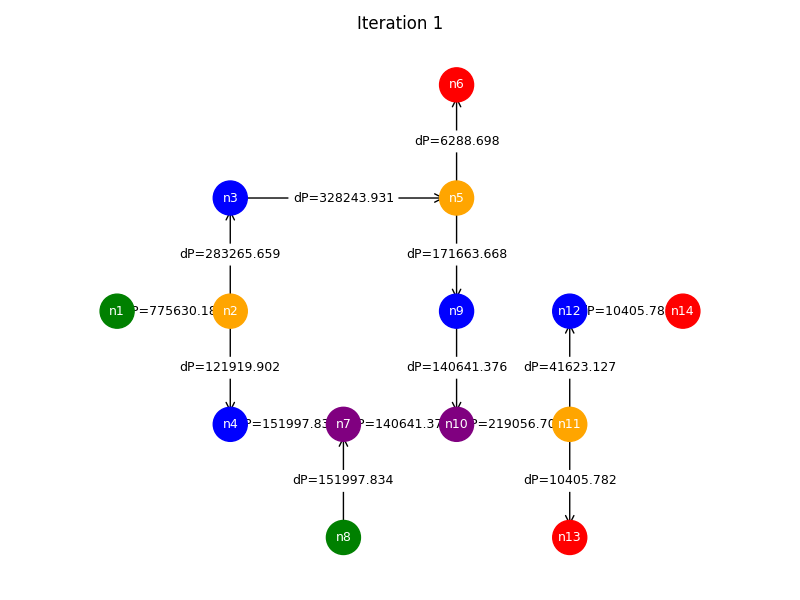 Iteration 1
n6
dP=6288.698
n3
dP=328243.931
n5
dP=283265.659
dP=171663.668
n1
P=775630.18
n2
n9
n12
P=10405.78
n14
dP=121919.902
dP=140641.376
dP=41623.127
n4
P=151997.83
n7
P=140641.37
n10
P=219056.70
n11
dP=151997.834
dP=10405.782
n8
n13